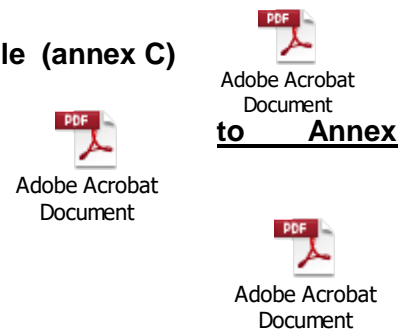 PDF
le (annex C)
Adobe Acrobat
Document
PDF
to Annex
Adobe Acrobat
Document
PDF
Adobe Acrobat
Document